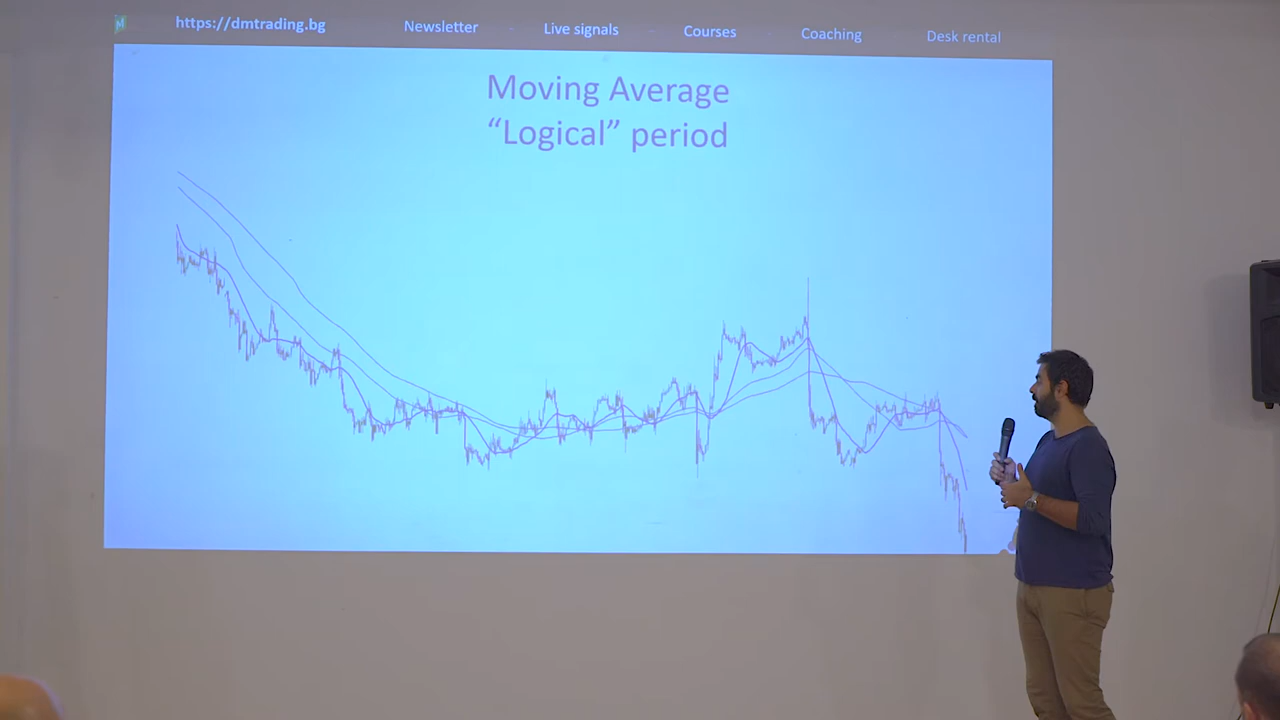 M
https://dmtrading.bg
Newsletter
Live signals
Courses
Coaching
Desk rental
Moving Average
“Logical” period